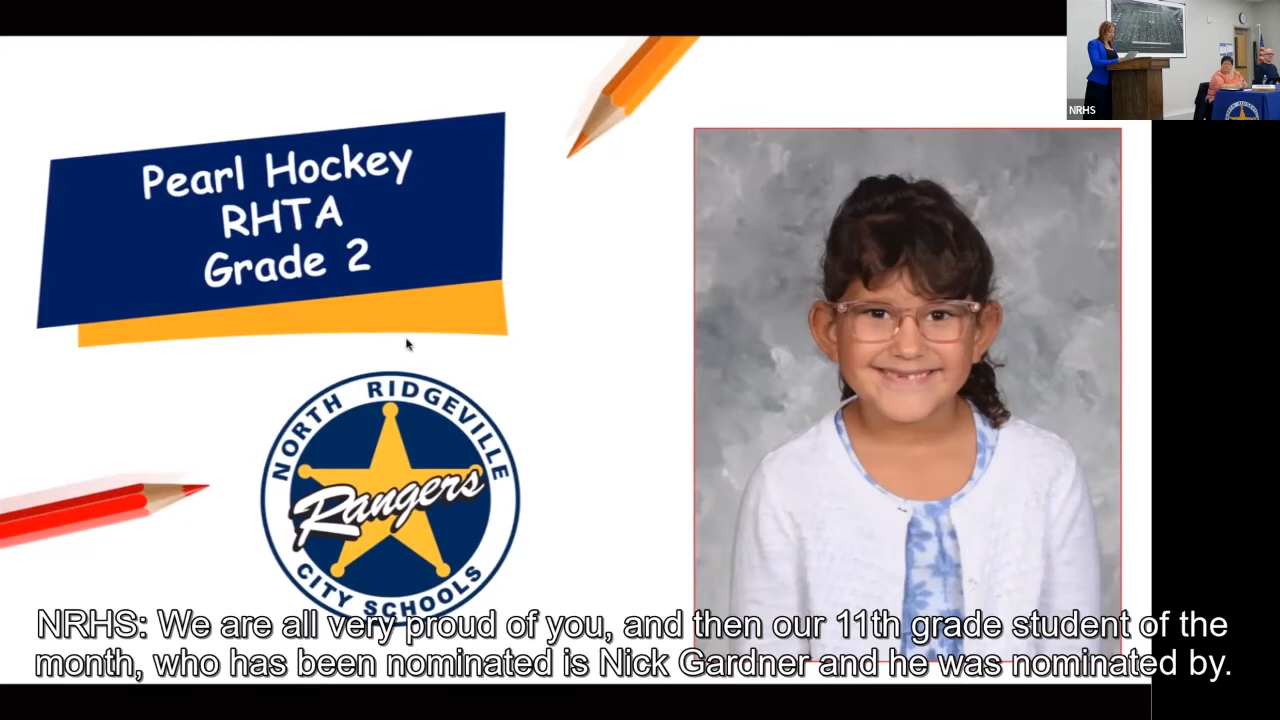 Pearl Hockey
RHTA
Grade 2
NRHS
NORTH RIDGEVILLE
Rangers
CITY SCHOOLS
NRHS: We are all very proud of you, and then our 11th grade student of the
month, who has been nominated is Nick Gardner and he was nominated by.